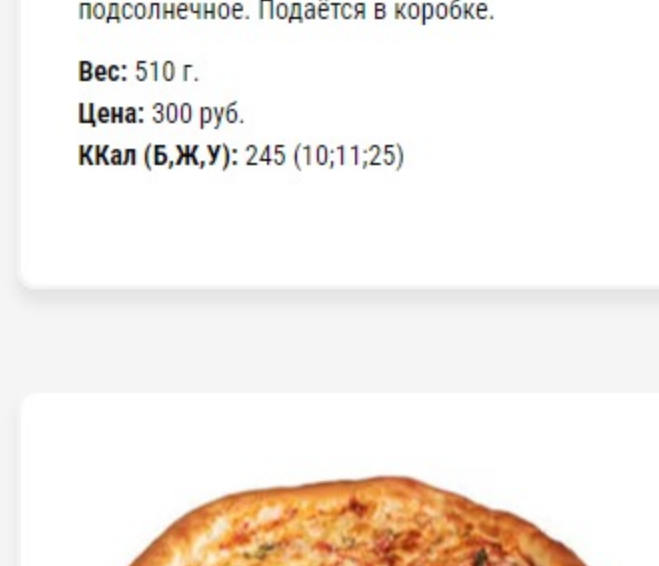 подсолнечное. Подаётся в коробке.
Вес: 510 г.
Цена: 300 руб.
ККал (Б,Ж,У): 245 (10;11;25)